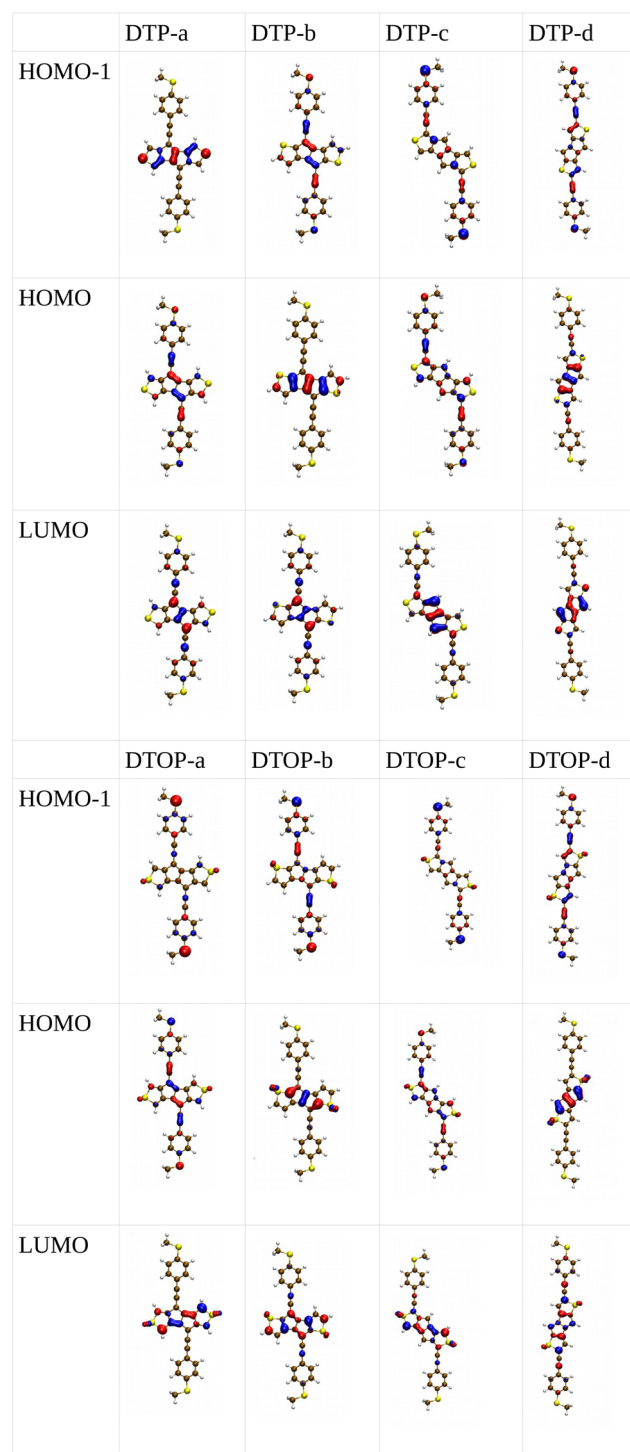 DTP-a DTP-b DTP-c DTP-d
HOMO-1
HOMO
LUMO
DTOP-a DTOP-b DTOP-c DTOP-d
HOMO-1
HOMO
LUMO